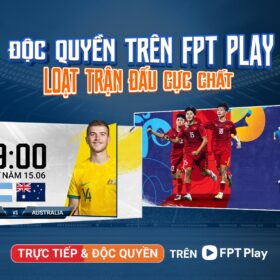 ĐỘC QUYỀN TRÊN FPT PLAY
LOẠT TRẬN ĐẤU CỰC CHẤT
9:00
NĂM 15.06
VS AUSTRALIA
14
TRỰC TIẾP & ĐỘC QUYỀN TRÊN FPT Play